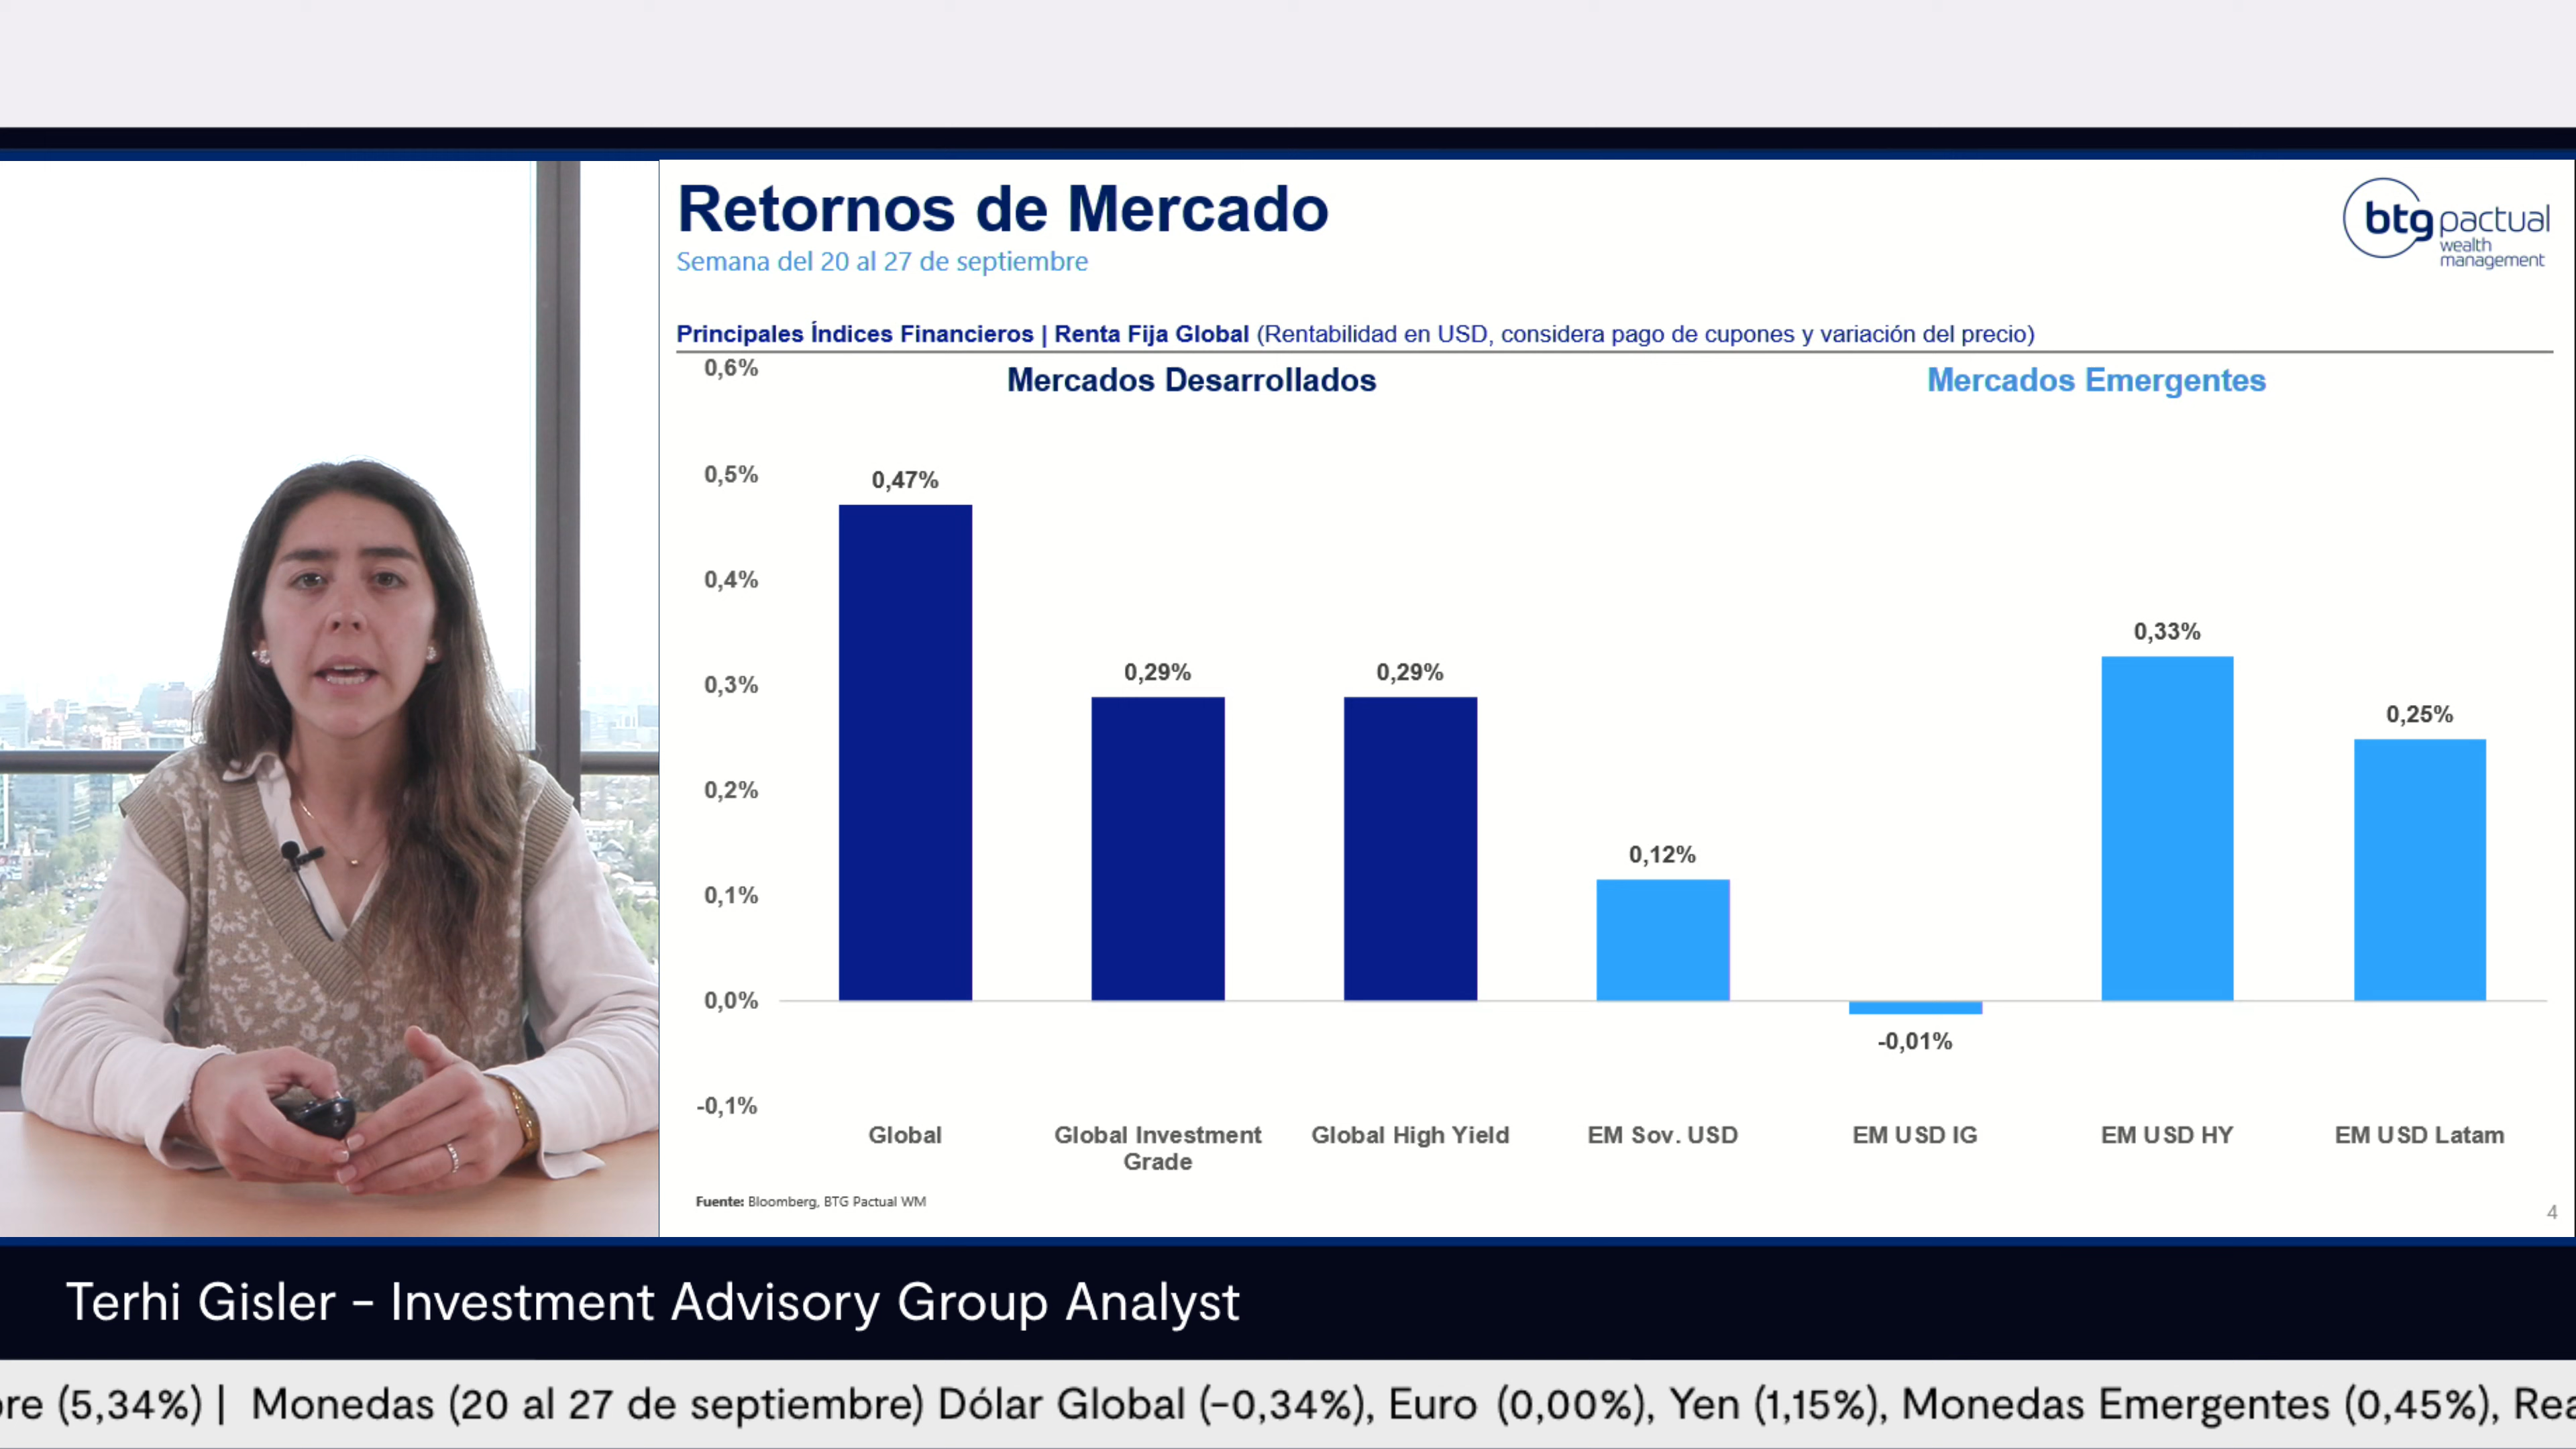 Retornos de Mercado
Semana del 20 al 27 de septiembre
btg pactual
wealth
management
Principales Índices Financieros | Renta Fija Global (Rentabilidad en USD, considera pago de cupones y variación del precio)
Mercados Desarrollados
Mercados Emergentes
0,6%
0,5%
0,4%
0,3%
0,2%
0,1%
0,0%
-0,1%
0,47%
0,29%
0,29%
0,12%
-0,01%
0,33%
0,25%
Global
Global Investment
Grade
Global High Yield
EM Sov. USD
EM USD IG
EM USD HY
EM USD Latam
Fuente: Bloomberg, BTG Pactual WM
4
Terhi Gisler - Investment Advisory Group Analyst
re (5,34%) | Monedas (20 al 27 de septiembre) Dólar Global (-0,34%), Euro (0,00%), Yen (1,15%), Monedas Emergentes (0,45%), Rea